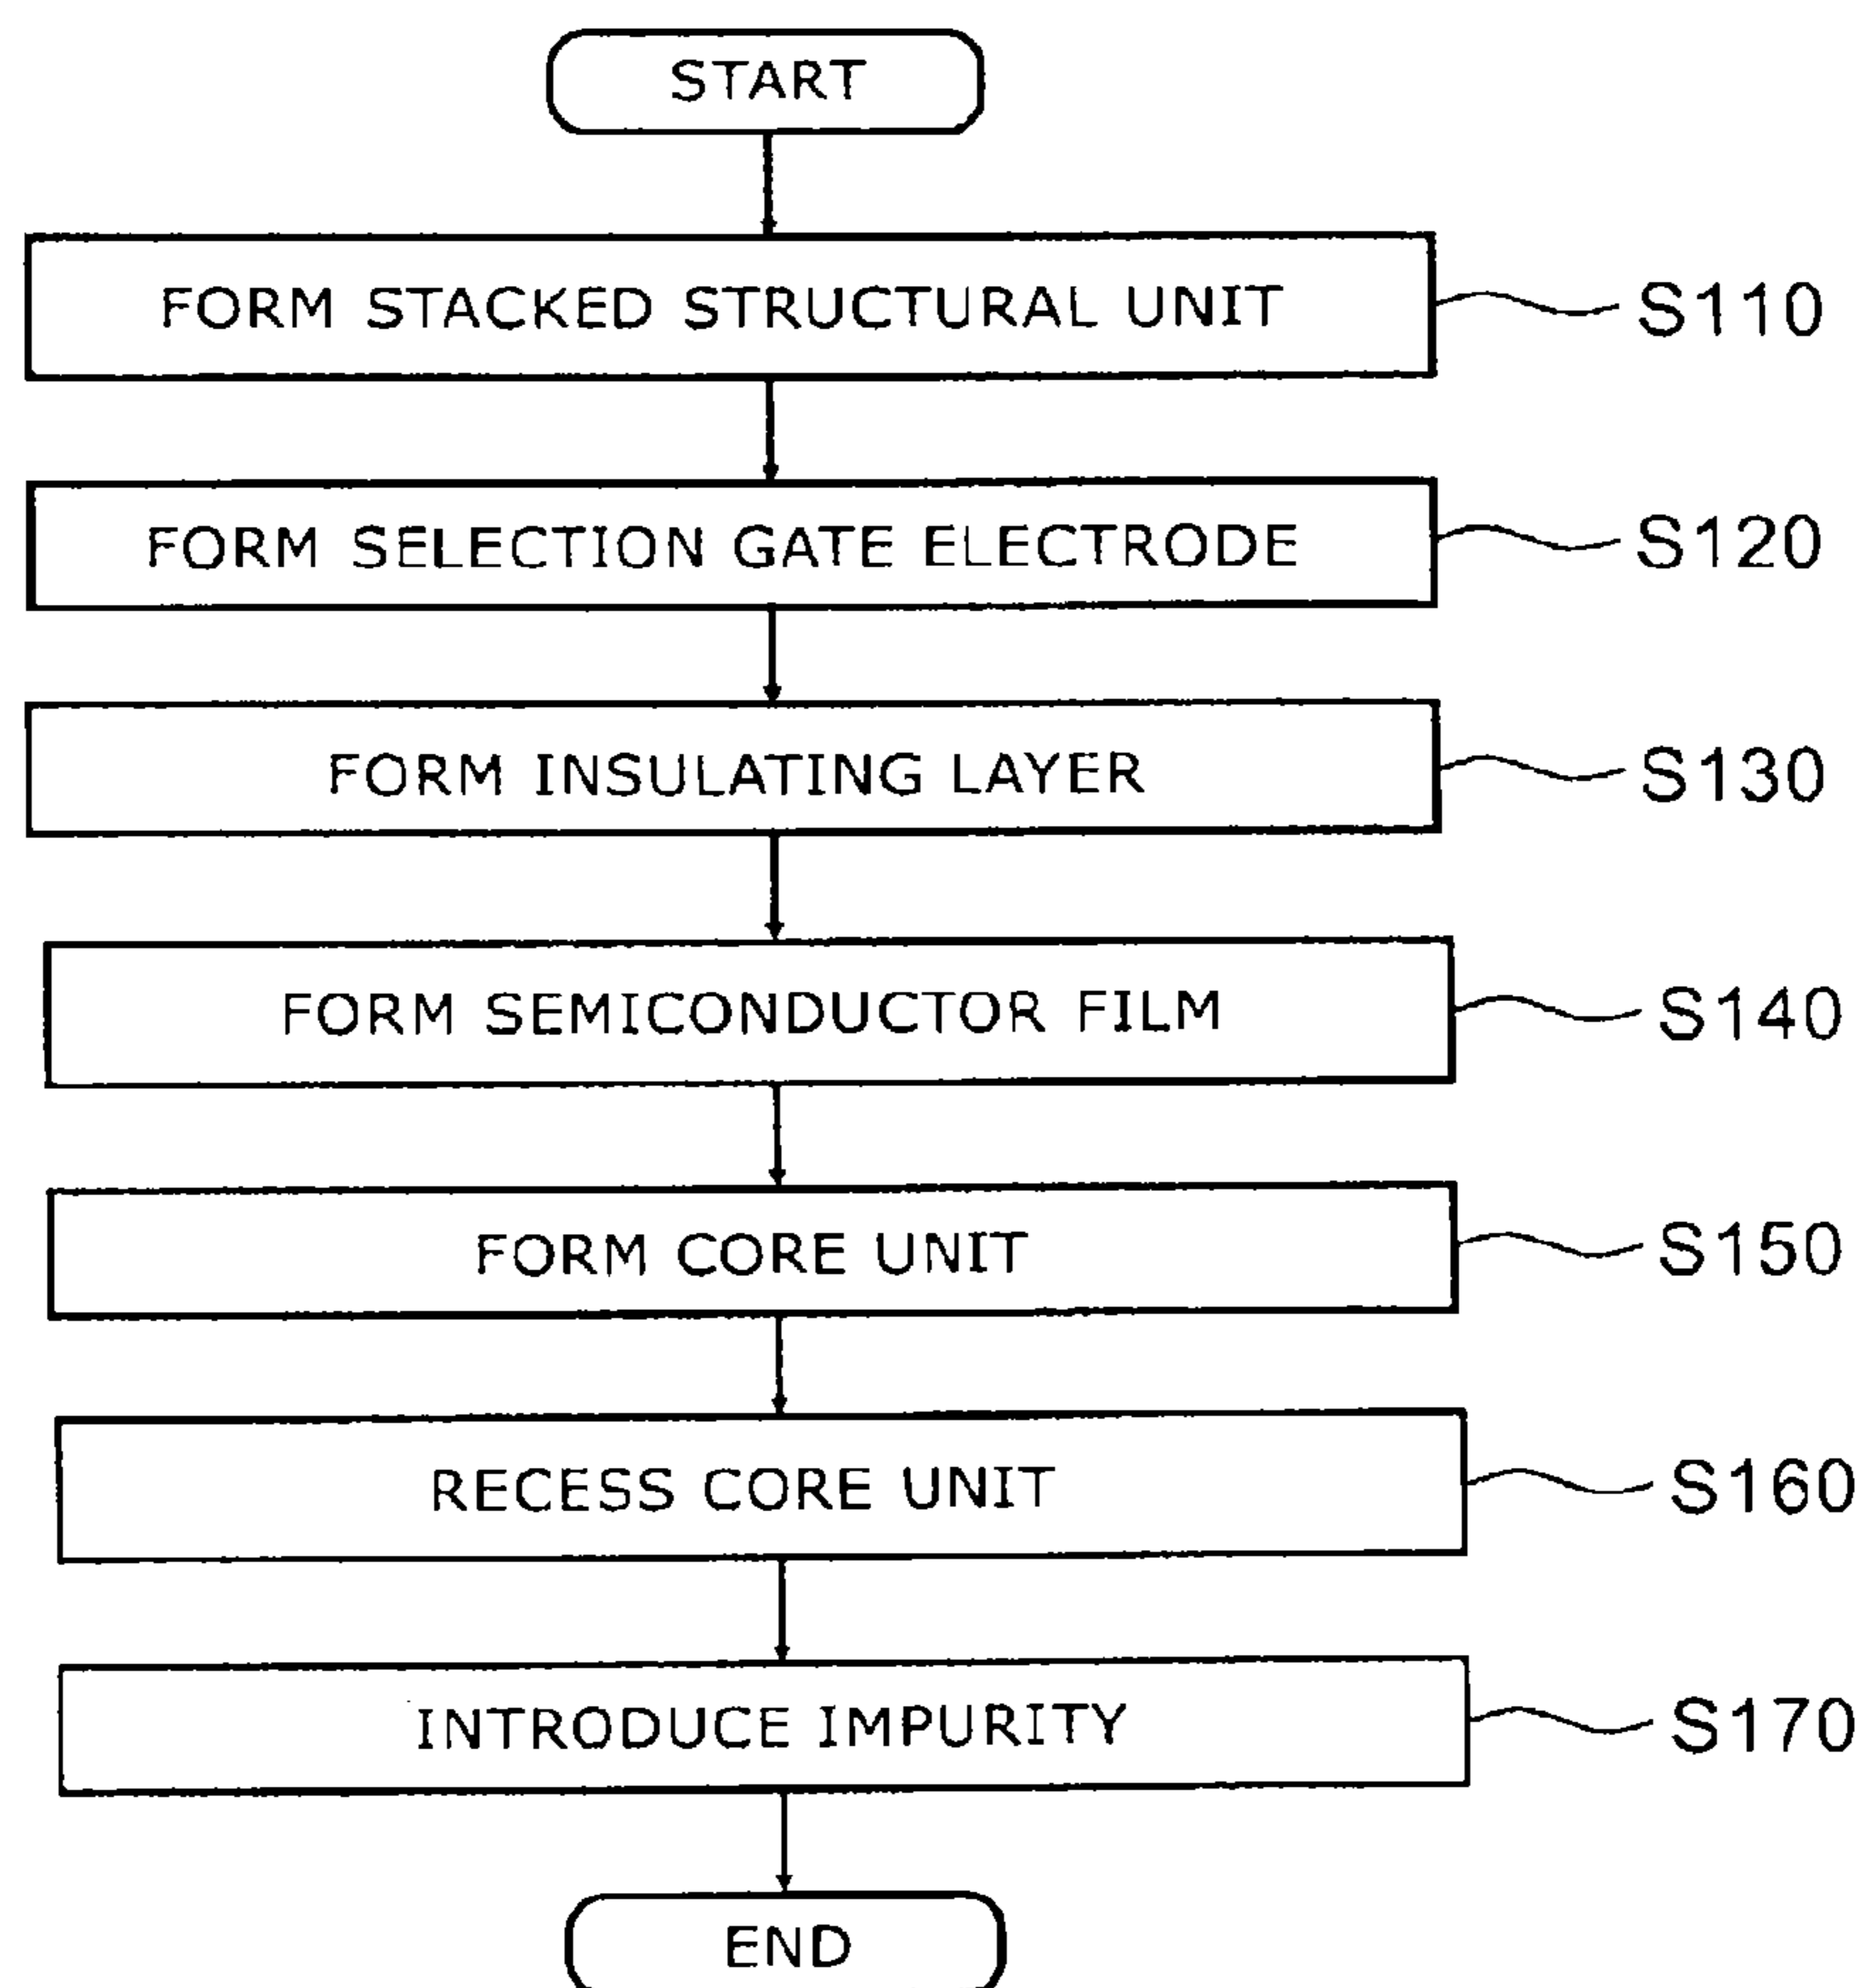 START
FORM STACKED STRUCTURAL UNIT S110
FORM SELECTION GATE ELECTRODE S120
FORM INSULATING LAYER S130
FORM SEMICONDUCTOR FILM S140
FORM CORE UNIT S150
RECESS CORE UNIT S160
INTRODUCE IMPURITY S170
END